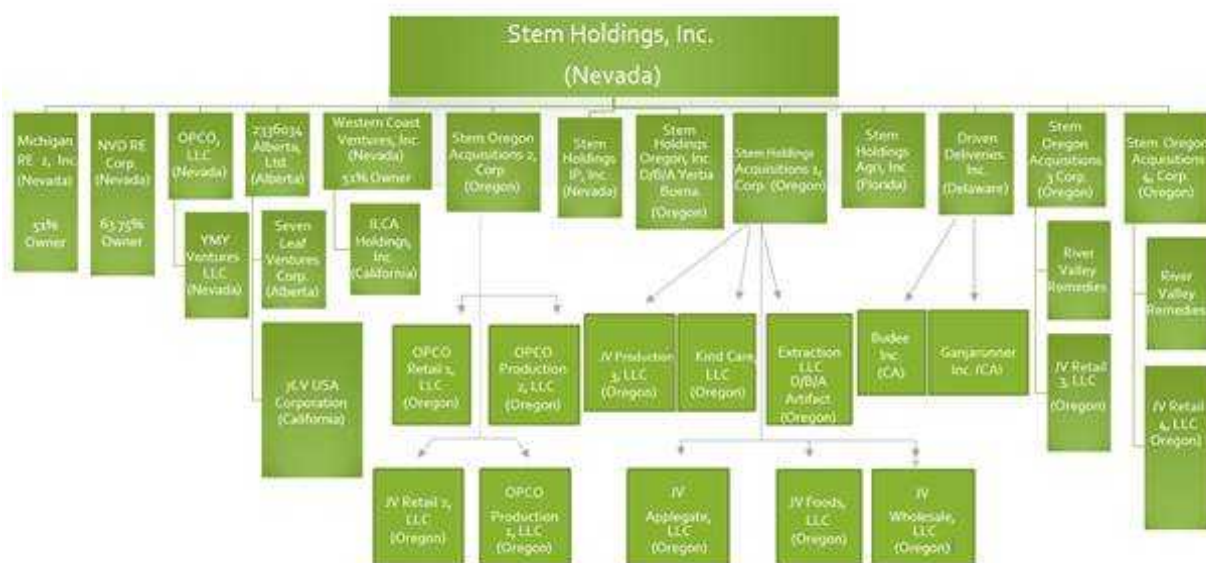 Stem Holdings, Inc.
(Nevada)
Michigan
RE 1, Inc
(Nevada)
51%
Owner
NVD RE
Corp.
(Nevada)
63.75%
Owner
OPCO,
LLC
(Nevada)
YMY
Ventures
LLC
(Nevada)
2336034
Alberta,
Ltd.
(Alberta)
Seven
Leaf
Ventures
Corp.
(Alberta)
7LV USA
Corporation
(California)
Western Coast
Ventures, Inc.
(Nevada)
51% Owner
ILCA
Holdings,
Inc
(California)
Stem Oregon
Acquisitions 2,
Corp.
(Oregon)
OPCO
Retail 1,
LLC
(Oregon)
OPCO
Production
2, LLC
(Oregon)
JV Retail 2,
LLC
(Oregon)
OPCO
Production
1, LLC
(Oregon)
Stem
Holdings
IP, Inc.
(Nevada)
Stem
Holdings
Oregon, Inc
D/B/A Yerba
Buena
(Oregon)
Stem Holdings
Acquisitions 1,
Corp. (Oregon)
JV Production
3, LLC
(Oregon)
Kind Care,
LLC
(Oregon)
Extraction
LLC
D/B/A
Artifact
(Oregon)
JV
Applegate,
LLC
(Oregon)
JV Foods,
LLC
(Oregon)
JV
Wholesale,
LLC
(Oregon)
Stem
Holdings
Agri, Inc
(Florida)
Driven
Deliveries.
Inc.
(Delaware)
Budee
Inc.
(CA)
Ganjarunner
Inc. (CA)
Stem
Oregon
Acquisitions
3 Corp.
(Oregon)
River
Valley
Remedies
JV Retail
3, LLC
(Oregon)
Stem Oregon
Acquisitions
4, Corp.
(Oregon)
River
Valley
Remedies
JV Retail
4, LLC
Oregon)